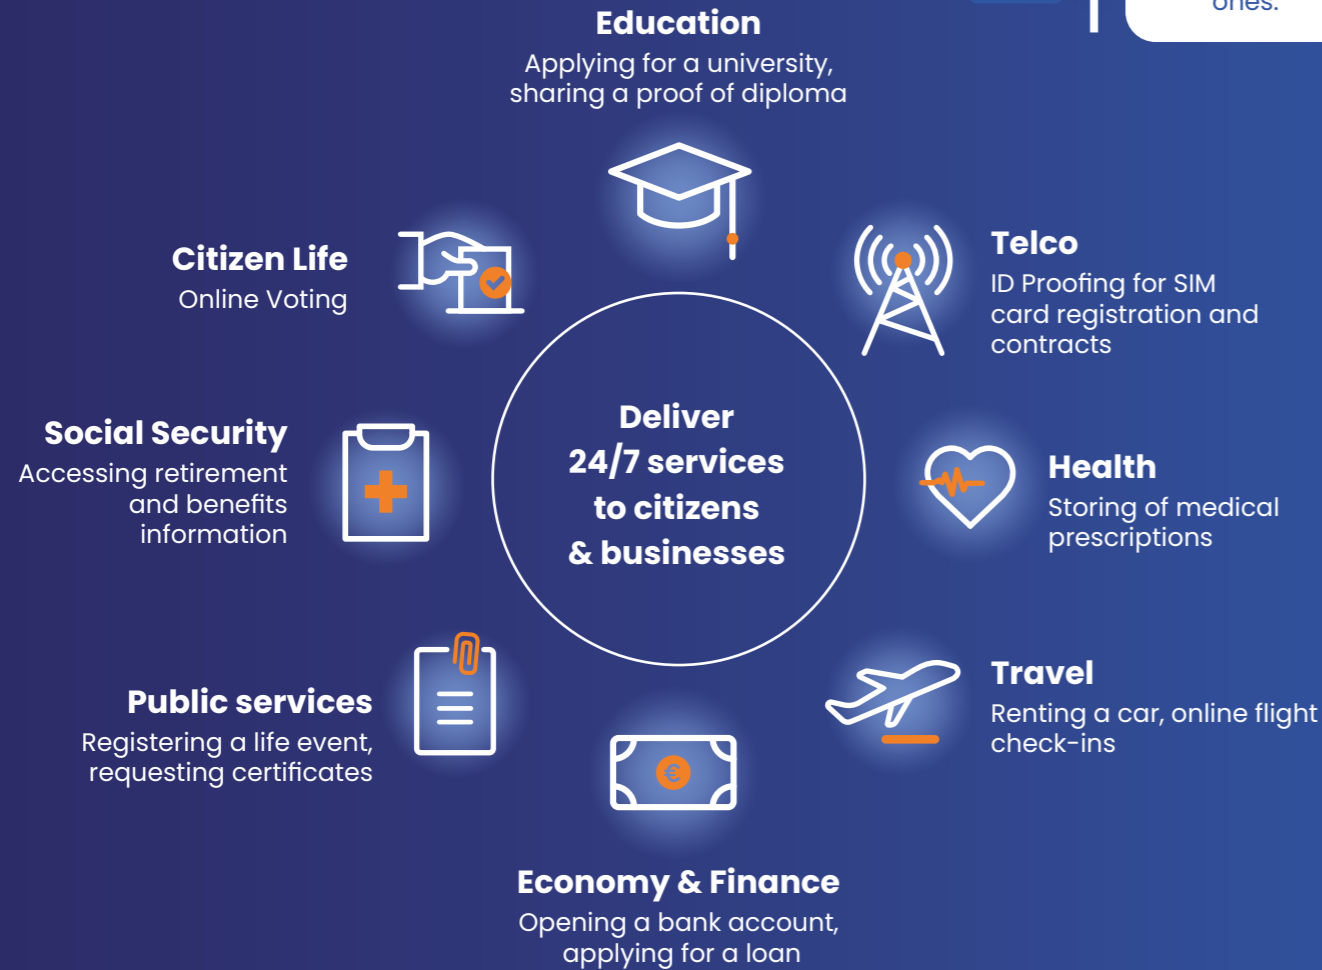 ones.
Education
Applying for a university,
sharing a proof of diploma
Telco
ID Proofing for SIM
card registration and
contracts
Health
Storing of medical
prescriptions
Travel
Renting a car, online flight
check-ins
Economy & Finance
Opening a bank account,
applying for a loan
Public services
Registering a life event,
requesting certificates
Social Security
Accessing retirement
and benefits
information
Citizen Life
Online Voting
Deliver
24/7 services
to citizens
& businesses
€